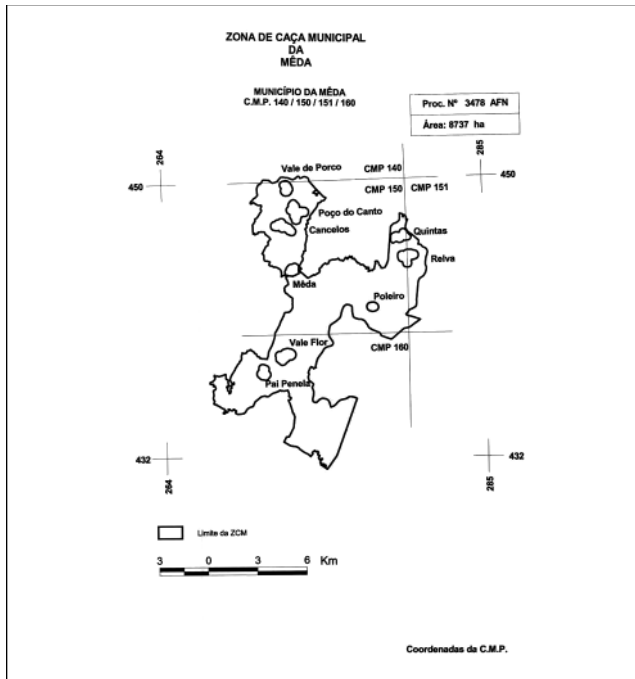 ZONA DE CAÇA MUNICIPAL
DA
MÊDA
MUNICÍPIO DA MÊDA
C.M.P. 140 / 150 / 151 / 160
Proc. Nº 3478 AFN
Área: 8737 ha
264
285
450
450
Vale de Porco
CMP 140
CMP 150
CMP 151
Poço do Canto
Cancelos
Quintas
Relva
Mêda
Poleiro
Vale Flor
CMP 160
Pai Penela
432
432
264
285
Limite da ZCM
3 0 3 6 Km
Coordenadas da C.M.P.